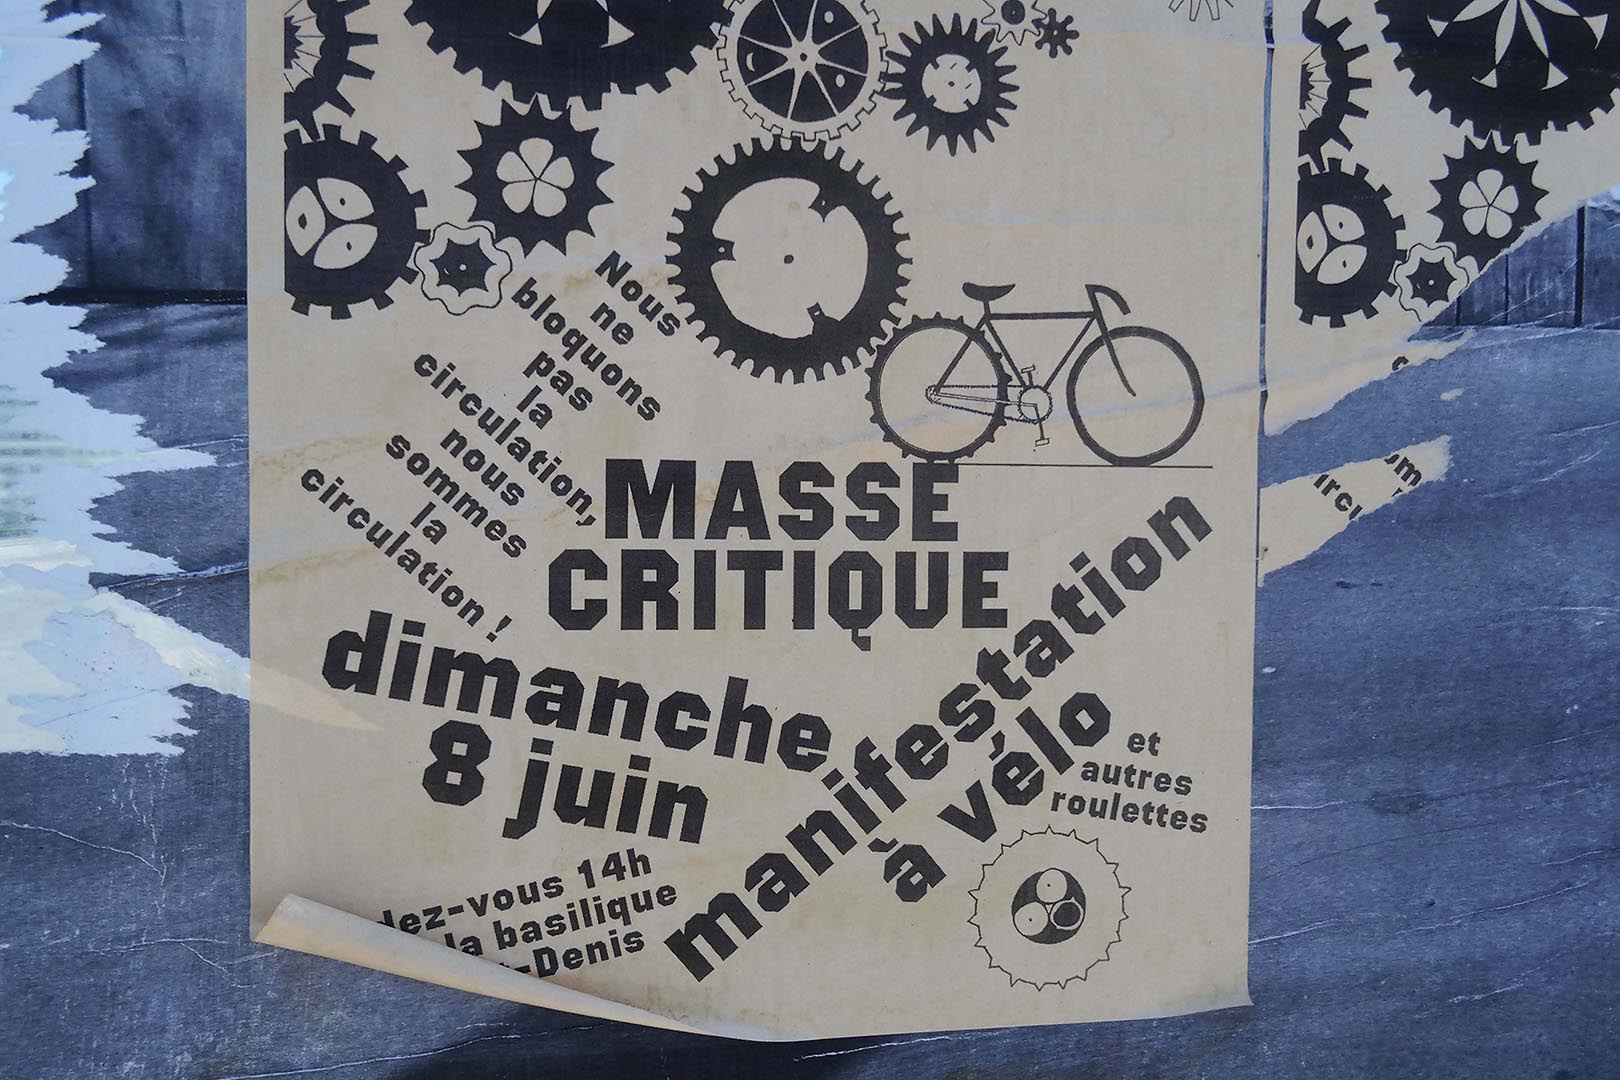 Nous
ne
bloquons
pas
la
circulation,
nous
sommes
la
circulation !
MASSE
CRITIQUE
dimanche
8 juin
manifestation
à vélo
et
autres
roulettes
dez-vous 14h
la basilique
-Denis